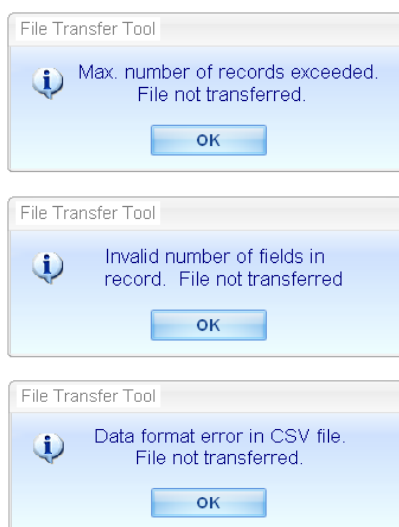 File Transfer Tool
Max. number of records exceeded.
File not transferred.
OK
File Transfer Tool
Invalid number of fields in
record. File not transferred
OK
File Transfer Tool
Data format error in CSV file.
File not transferred.
OK